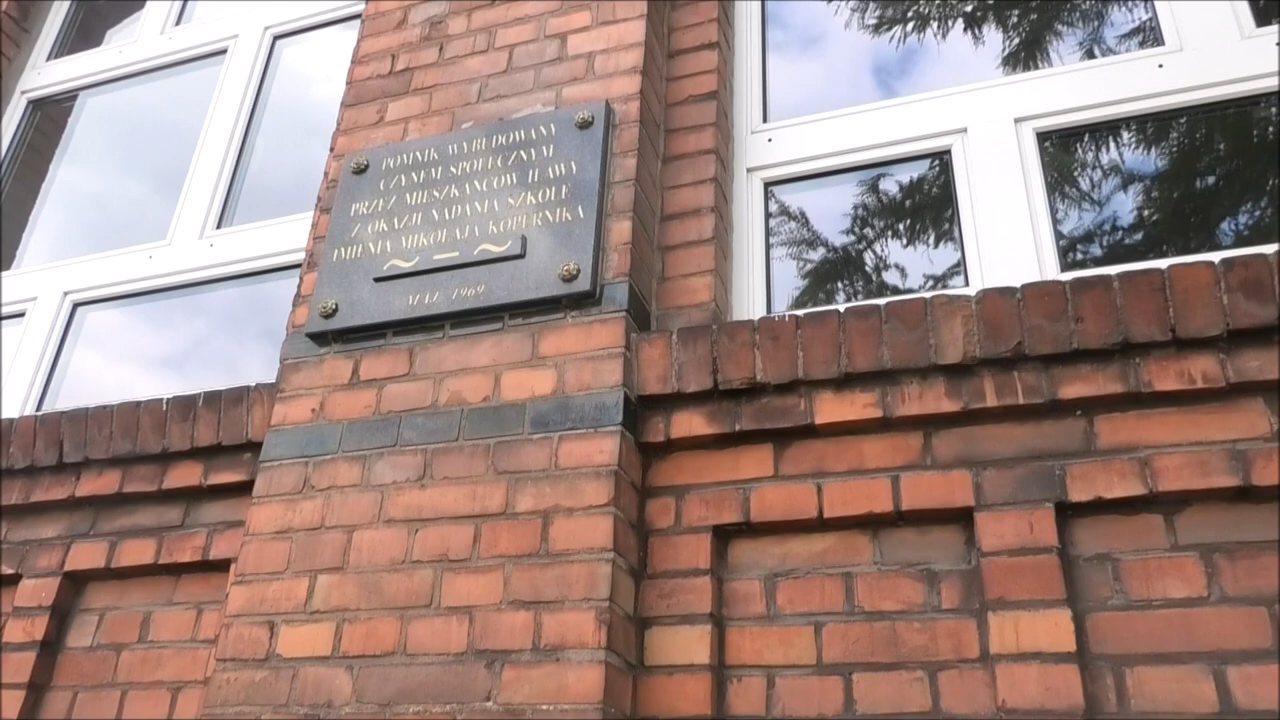 POMNIK WYBUDOWANY
CZYNEM SPOŁECZNYM
PRZEZ MIESZKAŃCÓW IŁAWY
Z OKAZJI NADANIA SZKOLE
IMIENIA MIKOŁAJA KOPERNIKA
MAJ 1969